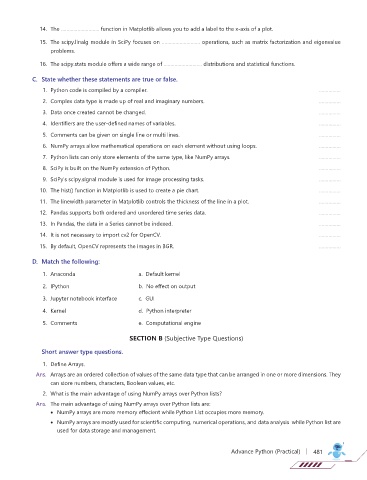 14. The ........................ function in Matplotlib allows you to add a label to the x-axis of a plot.
15. The scipy.linalg module in SciPy focuses on ........................ operations, such as matrix factorization and eigenvalue
problems.
16. The scipy.stats module offers a wide range of ........................ distributions and statistical functions.
C. State whether these statements are true or false.
1. Python code is compiled by a compiler. ..............
2. Complex data type is made up of real and imaginary numbers. ..............
3. Data once created cannot be changed. ..............
4. Identifiers are the user-defined names of variables. ..............
5. Comments can be given on single line or multi lines. ..............
6. NumPy arrays allow mathematical operations on each element without using loops. ..............
7. Python lists can only store elements of the same type, like NumPy arrays. ..............
8. SciPy is built on the NumPy extension of Python. ..............
9. SciPy's scipy.signal module is used for image processing tasks. ..............
10. The hist() function in Matplotlib is used to create a pie chart. ..............
11. The linewidth parameter in Matplotlib controls the thickness of the line in a plot. ..............
12. Pandas supports both ordered and unordered time series data. ..............
13. In Pandas, the data in a Series cannot be indexed. ..............
14. It is not necessary to import cv2 for OpenCV. ..............
15. By default, OpenCV represents the images in BGR. ..............
D. Match the following:
1. Anaconda a. Default kernel
2. IPython b. No effect on output
3. Jupyter notebook interface c. GUI
4. Kernel d. Python interpreter
5. Comments e. Computational engine
SECTION B (Subjective Type Questions)
Short answer type questions.
1. Define Arrays.
Ans. Arrays are an ordered collection of values of the same data type that can be arranged in one or more dimensions. They
can store numbers, characters, Boolean values, etc.
2. What is the main advantage of using NumPy arrays over Python lists?
Ans. The main advantage of using NumPy arrays over Python lists are:
• NumPy arrays are more memory effecient while Python List occupies more memory.
• NumPy arrays are mostly used for scientific computing, numerical operations, and data analysis while Python list are
used for data storage and management.
Advance Python (Practical) | 481